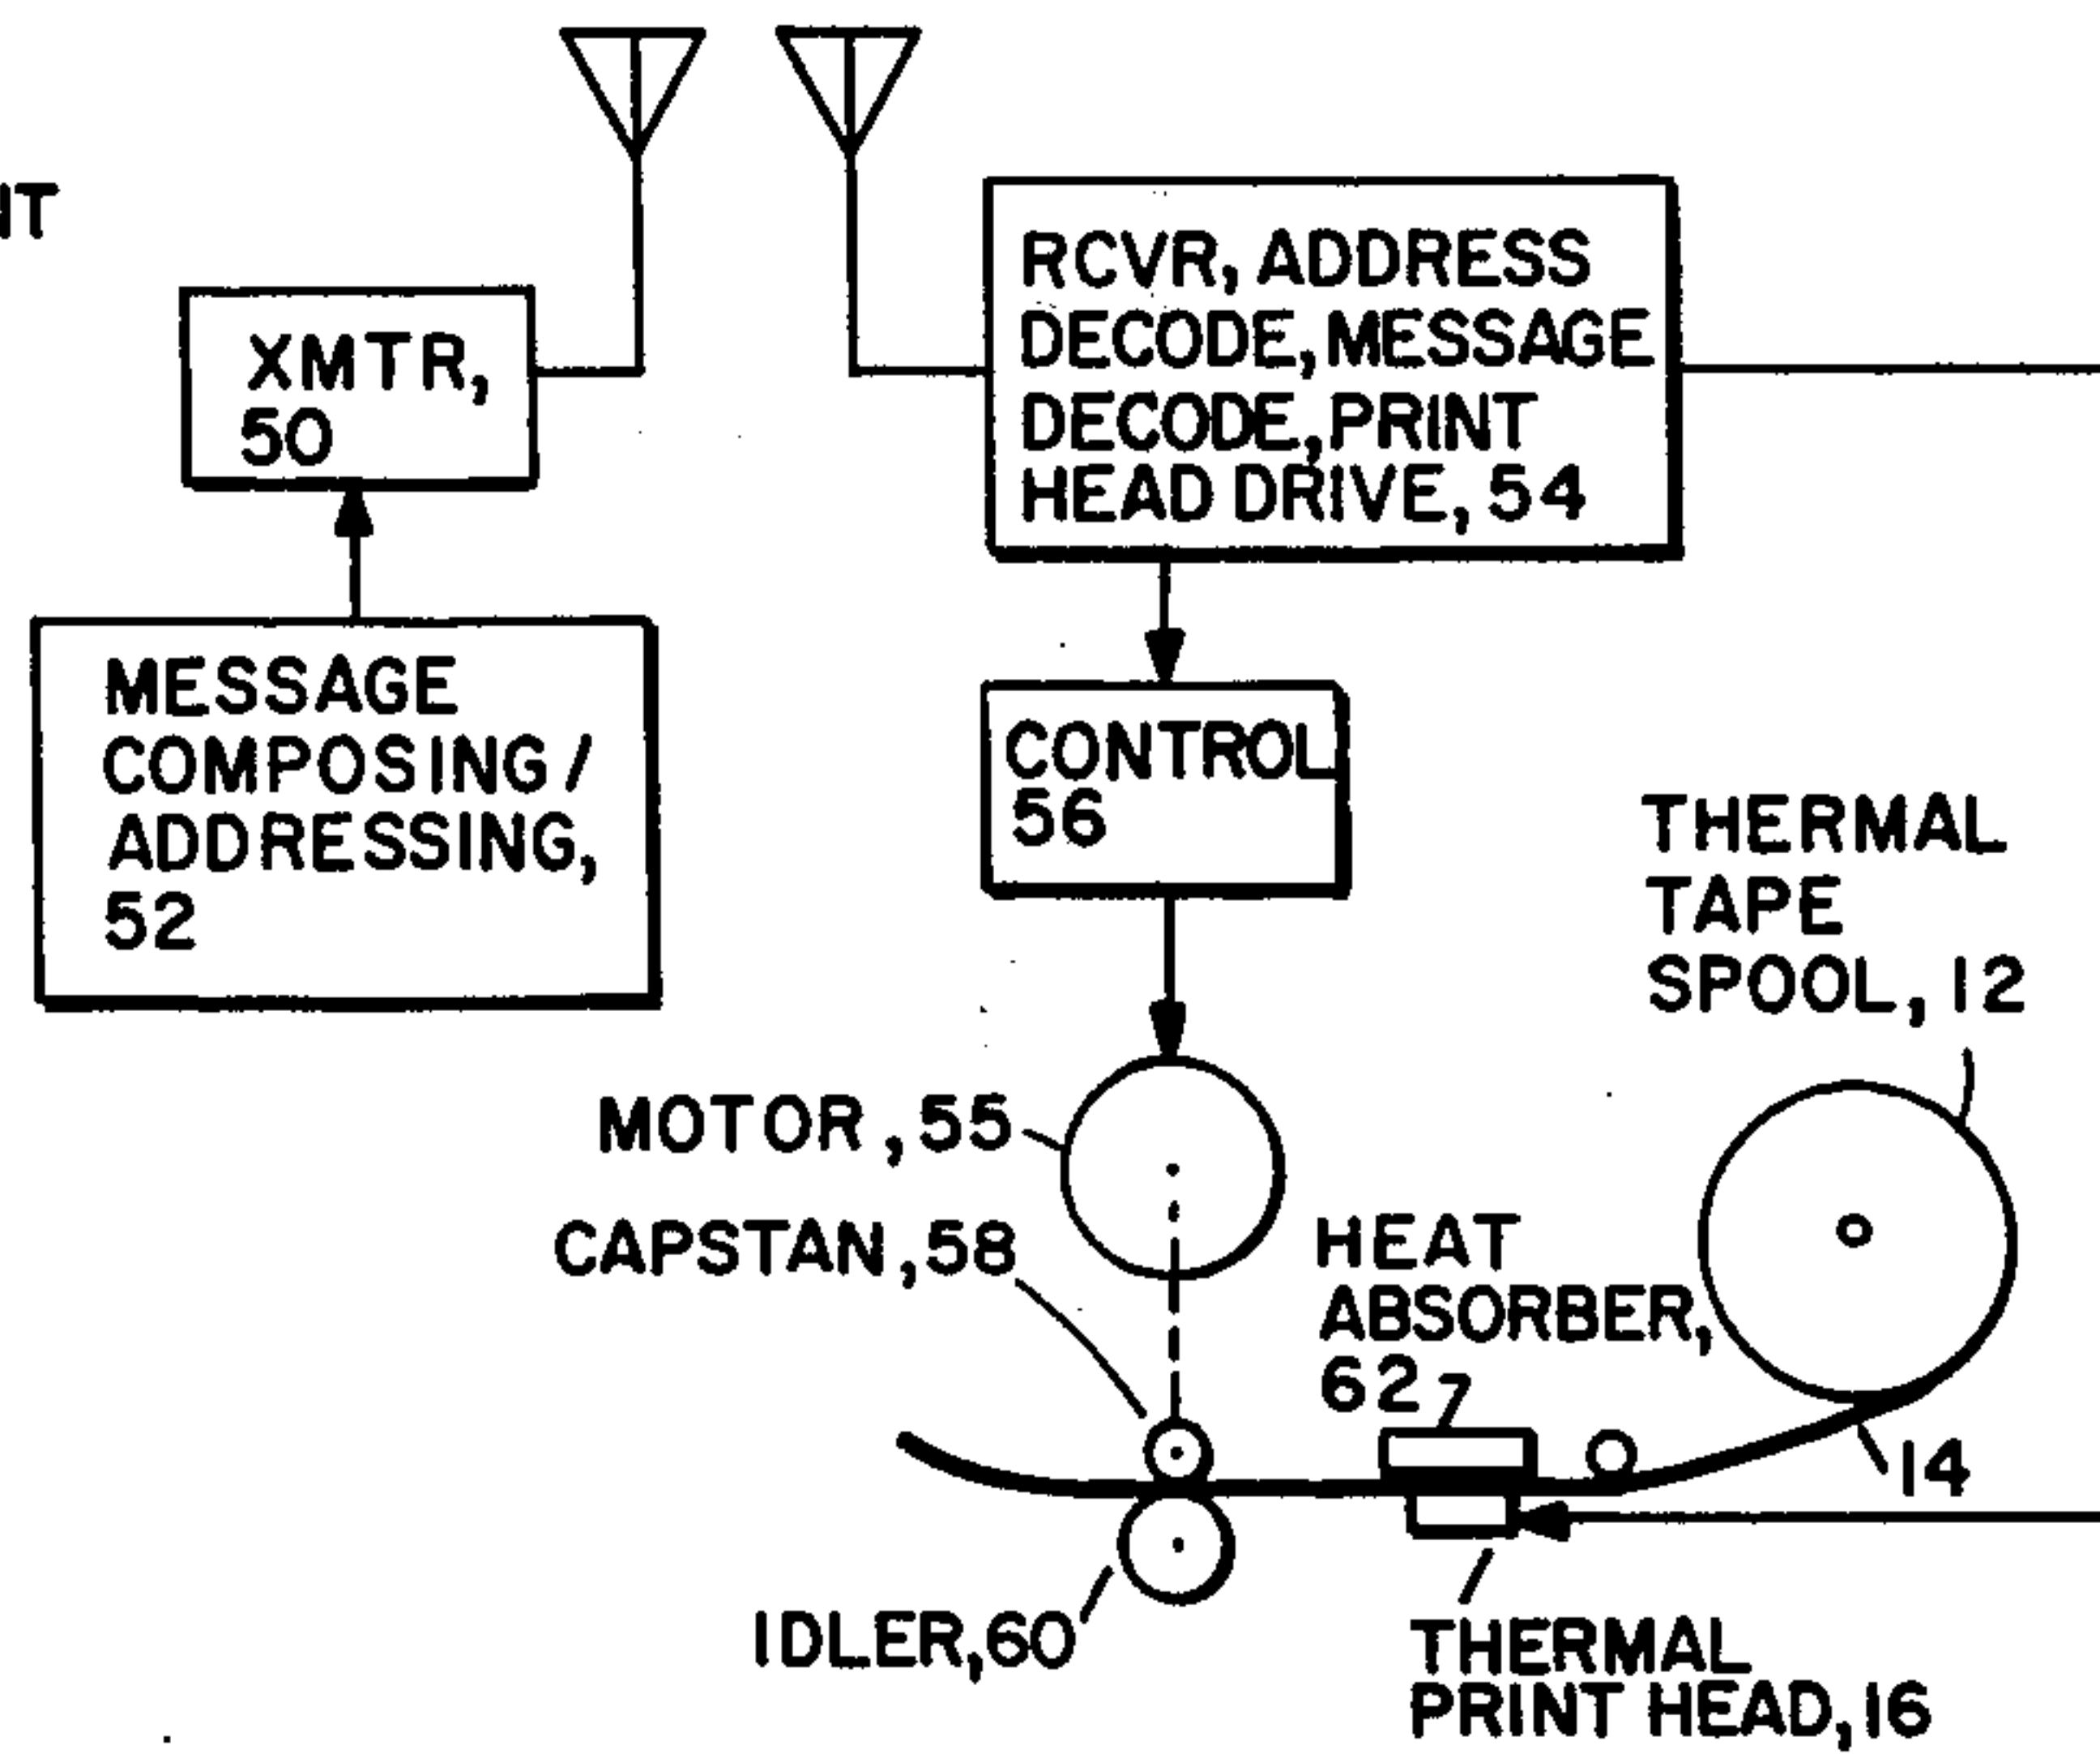 XMTR,
50
RCVR, ADDRESS
DECODE, MESSAGE
DECODE, PRINT
HEAD DRIVE, 54
MESSAGE
COMPOSING/
ADDRESSING,
52
CONTROL
56
THERMAL
TAPE
SPOOL, 12
MOTOR, 55
CAPSTAN, 58
HEAT
ABSORBER,
62
14
IDLER, 60
THERMAL
PRINT HEAD, 16